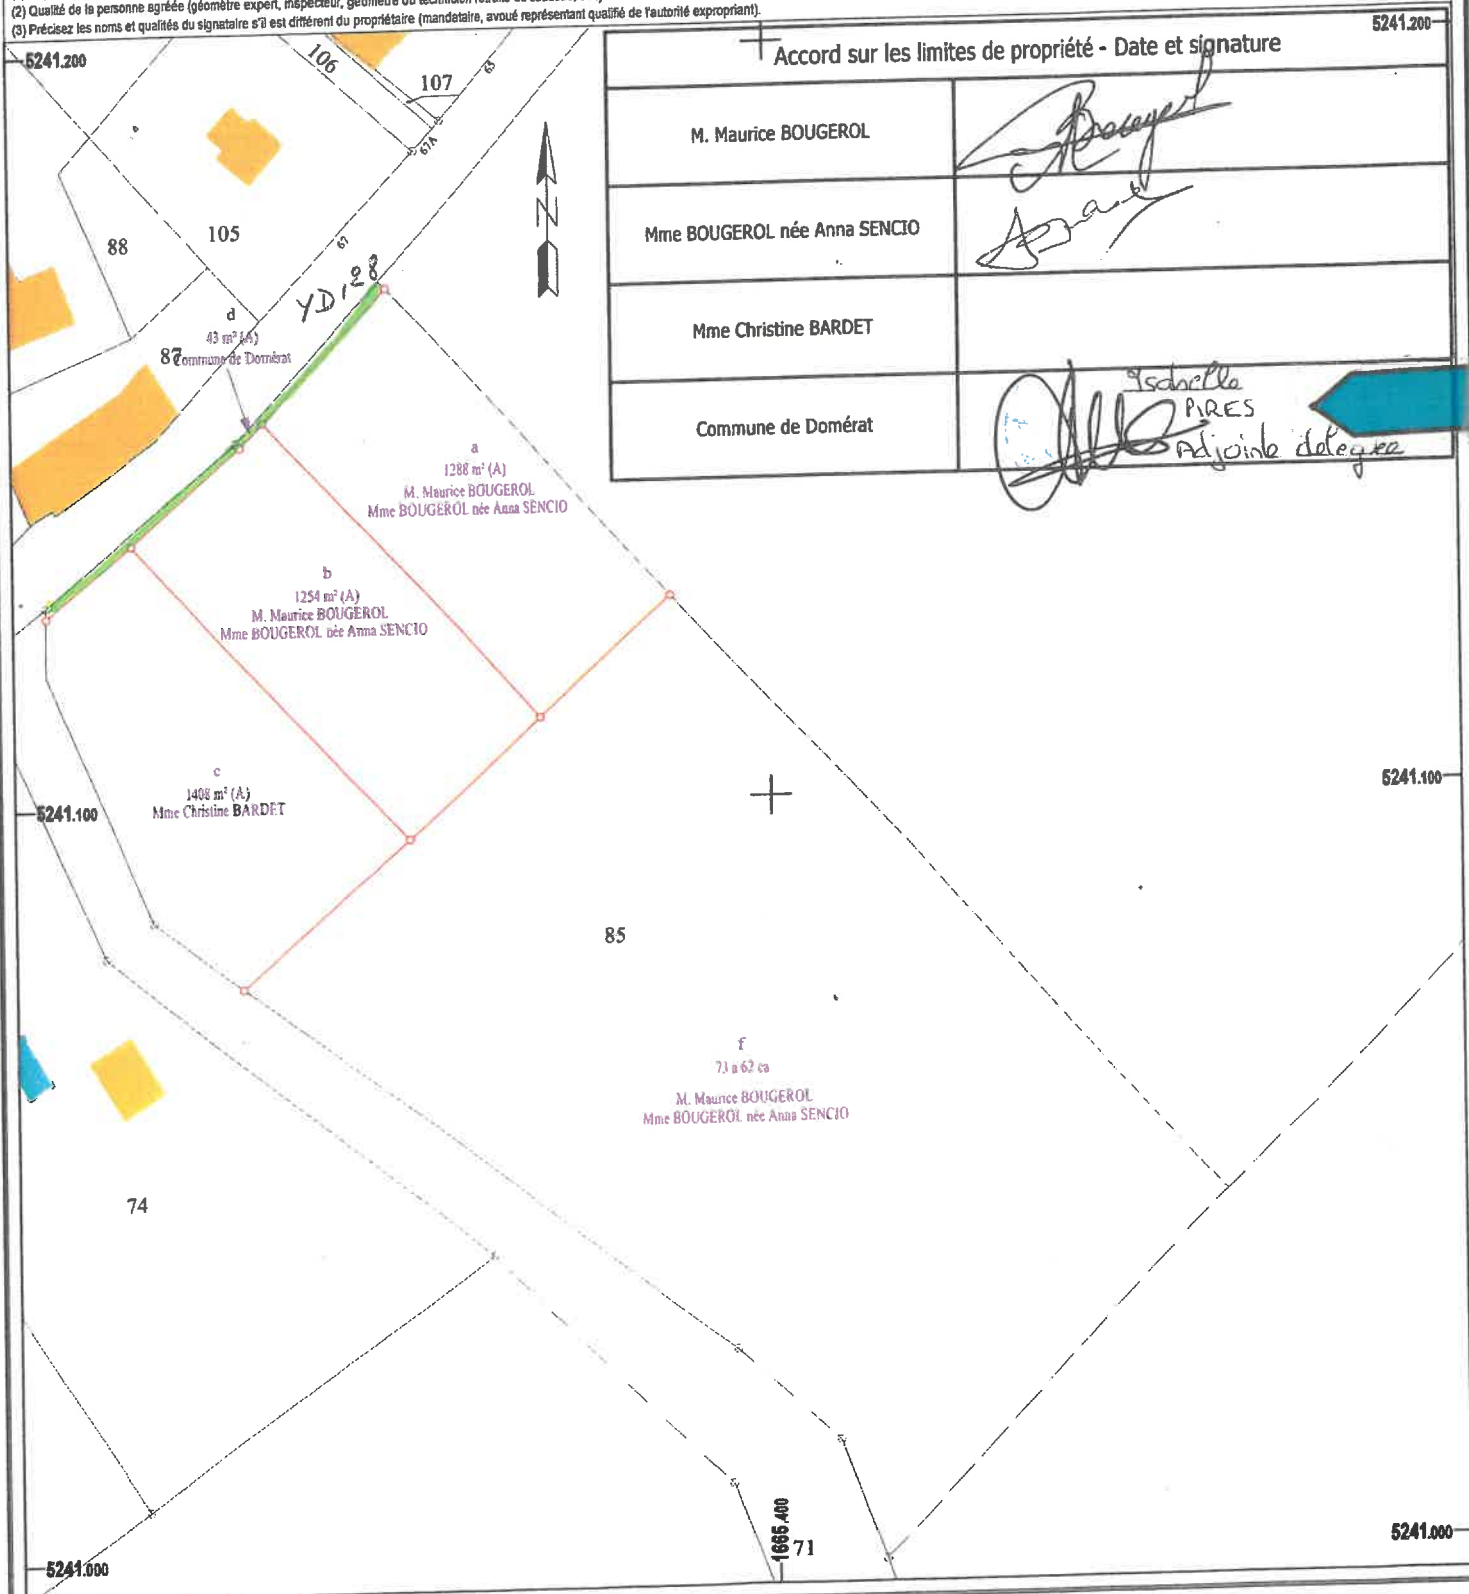 (2) Qualité de la personne agréée (géomètre expert, inspecteur, géomètre ou technicien
(3) Précisez les noms et qualités du signataire s'il est différent du propriétaire (mandataire, avoué représentant qualifié de l'autorité expropriant).
5241.200
5241.200
Accord sur les limites de propriété - Date et signature
M. Maurice BOUGEROL
Mme BOUGEROL née Anna SENCIO
Mme Christine BARDET
Commune de Domérat
Isabelle
PIRES
Adjointe déléguée
106
107
65
67A
67
88
105
YD 128
d
43 m² (A)
Commune de Domérat
87
a
1288 m² (A)
M. Maurice BOUGEROL
Mme BOUGEROL née Anna SENCIO
b
1254 m² (A)
M. Maurice BOUGEROL
Mme BOUGEROL née Anna SENCIO
c
1408 m² (A)
Mme Christine BARDET
5241.100
5241.100
85
f
73 a 62 ca
M. Maurice BOUGEROL
Mme BOUGEROL née Anna SENCIO
74
N
1665.400
71
5241.000
5241.000